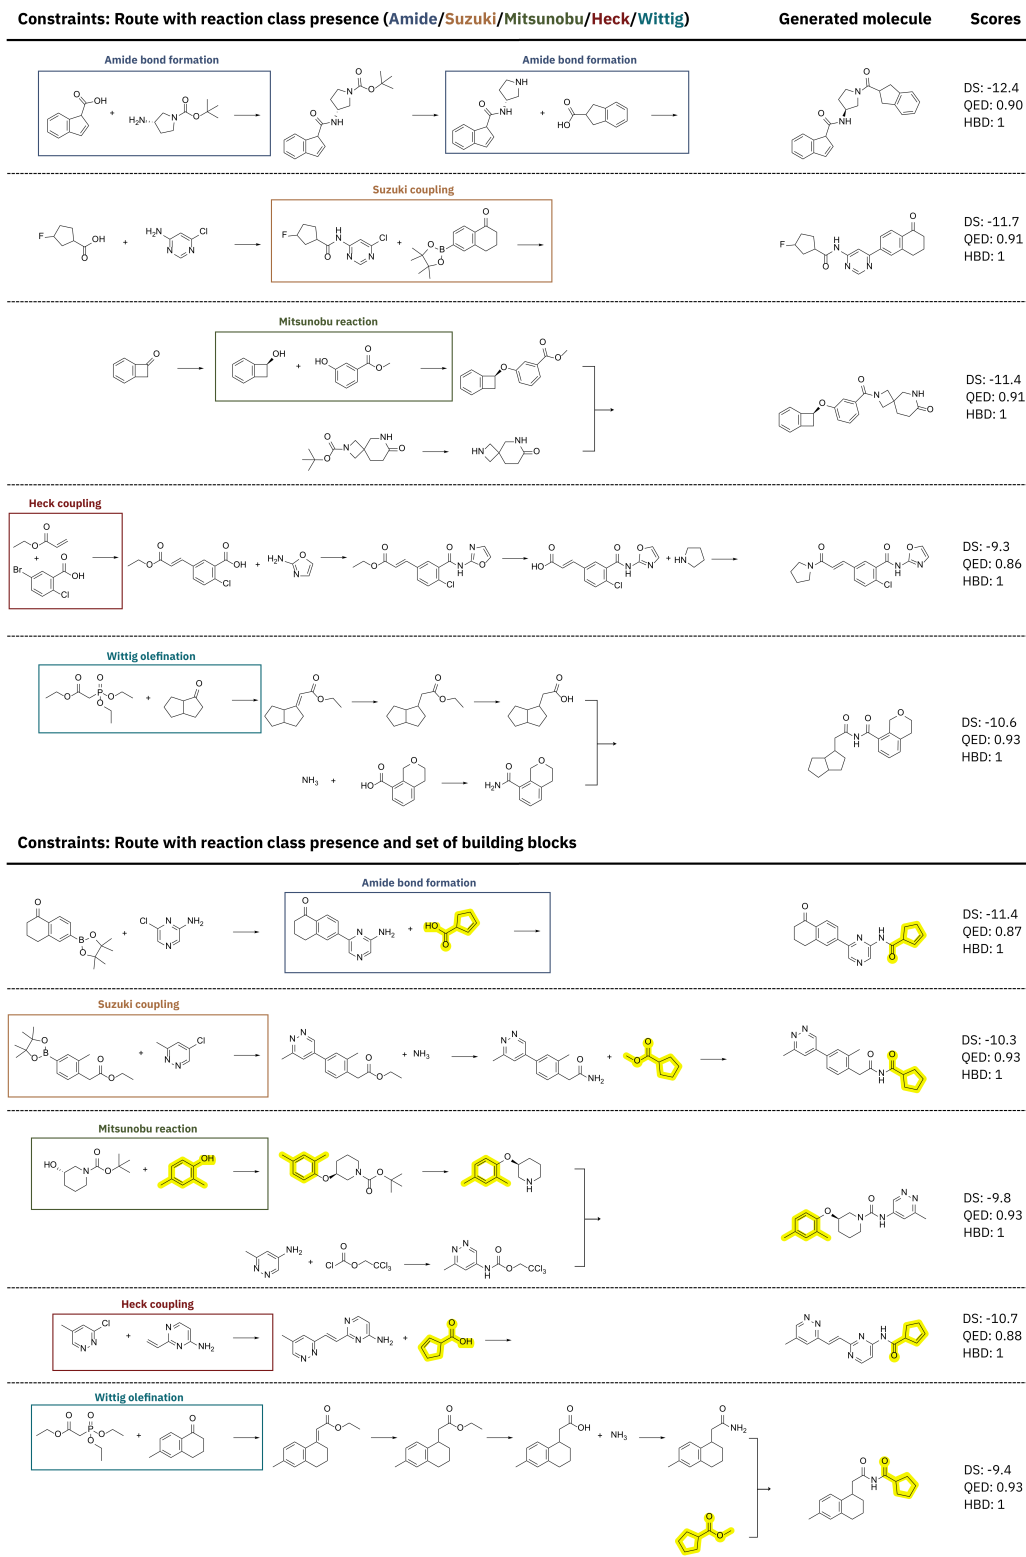 Constraints: Route with reaction class presence (Amide/Suzuki/Mitsunobu/Heck/Wittig) Generated molecule Scores
Amide bond formation Amide bond formation
DS: -12.4
QED: 0.90
HBD: 1
Suzuki coupling
DS: -11.7
QED: 0.91
HBD: 1
Mitsunobu reaction
DS: -11.4
QED: 0.91
HBD: 1
Heck coupling
DS: -9.3
QED: 0.86
HBD: 1
Wittig olefination
DS: -10.6
QED: 0.93
HBD: 1
NH₃ +
Constraints: Route with reaction class presence and set of building blocks
Amide bond formation
DS: -11.4
QED: 0.87
HBD: 1
Suzuki coupling
+ NH₃
DS: -10.3
QED: 0.93
HBD: 1
Mitsunobu reaction
DS: -9.8
QED: 0.93
HBD: 1
Heck coupling
DS: -10.7
QED: 0.88
HBD: 1
Wittig olefination
+ NH₃
DS: -9.4
QED: 0.93
HBD: 1